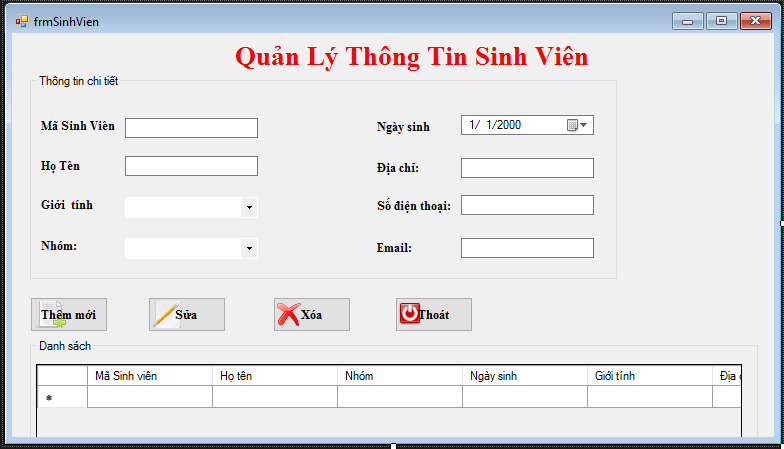 frmSinhVien
Quản Lý Thông Tin Sinh Viên
Thông tin chi tiết
Mã Sinh Viên
Ngày sinh
1/ 1/2000
Họ Tên
Địa chỉ:
Giới tính
Số điện thoại:
Nhóm:
Email:
Thêm mới Sửa Xóa Thoát
Danh sách
Mã Sinh viên Họ tên Nhóm Ngày sinh Giới tính Địa